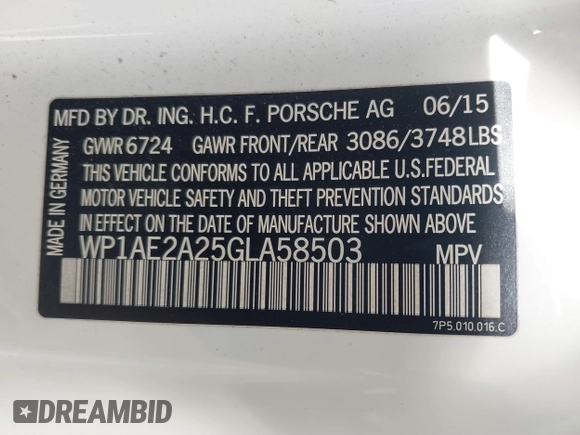 MFD BY DR. ING. H.C. F. PORSCHE AG 06/15
GVWR 6724 GAWR FRONT/REAR 3086/3748LBS
THIS VEHICLE CONFORMS TO ALL APPLICABLE U.S.FEDERAL
MOTOR VEHICLE SAFETY AND THEFT PREVENTION STANDARDS
IN EFFECT ON THE DATE OF MANUFACTURE SHOWN ABOVE
WP1AE2A25GLA58503 MPV
MADE IN GERMANY
7P5.010.016.C
DREAMBID